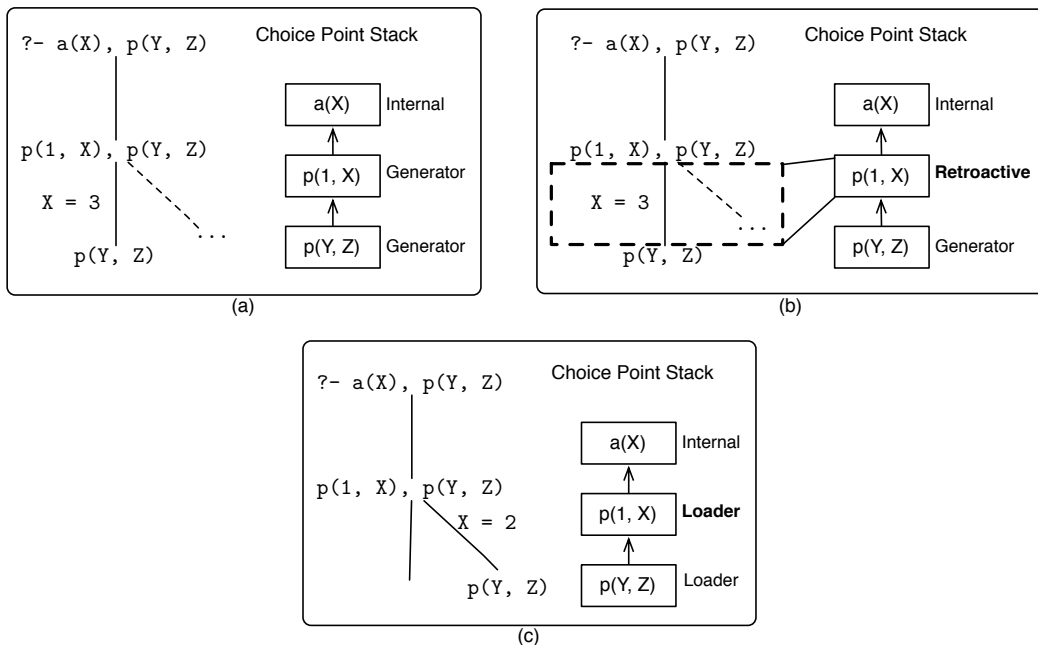 Choice Point Stack
?- a(X), p(Y, Z)
a(X) Internal
p(1, X), p(Y, Z)
p(1, X) Generator
X = 3
...
p(Y, Z)
p(Y, Z) Generator
(a)
Choice Point Stack
?- a(X), p(Y, Z)
a(X) Internal
p(1, X), p(Y, Z)
p(1, X) Retroactive
X = 3
...
p(Y, Z)
p(Y, Z) Generator
(b)
Choice Point Stack
?- a(X), p(Y, Z)
a(X) Internal
p(1, X), p(Y, Z)
p(1, X) Loader
X = 2
p(Y, Z)
p(Y, Z) Loader
(c)